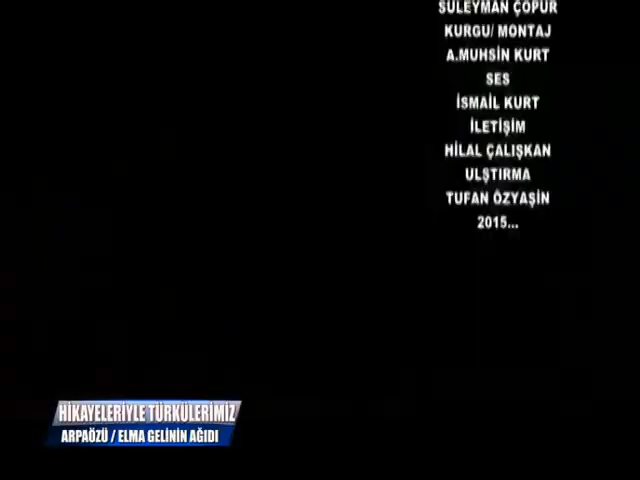 SÜLEYMAN ÇOPUR
KURGU/ MONTAJ
A.MUHSİN KURT
SES
İSMAİL KURT
İLETİŞİM
HİLAL ÇALIŞKAN
ULŞTIRMA
TUFAN ÖZYAŞİN
2015...
HİKAYELERİYLE TÜRKÜLERİMİZ
ARPAÖZÜ / ELMA GELİNİN AĞIDI